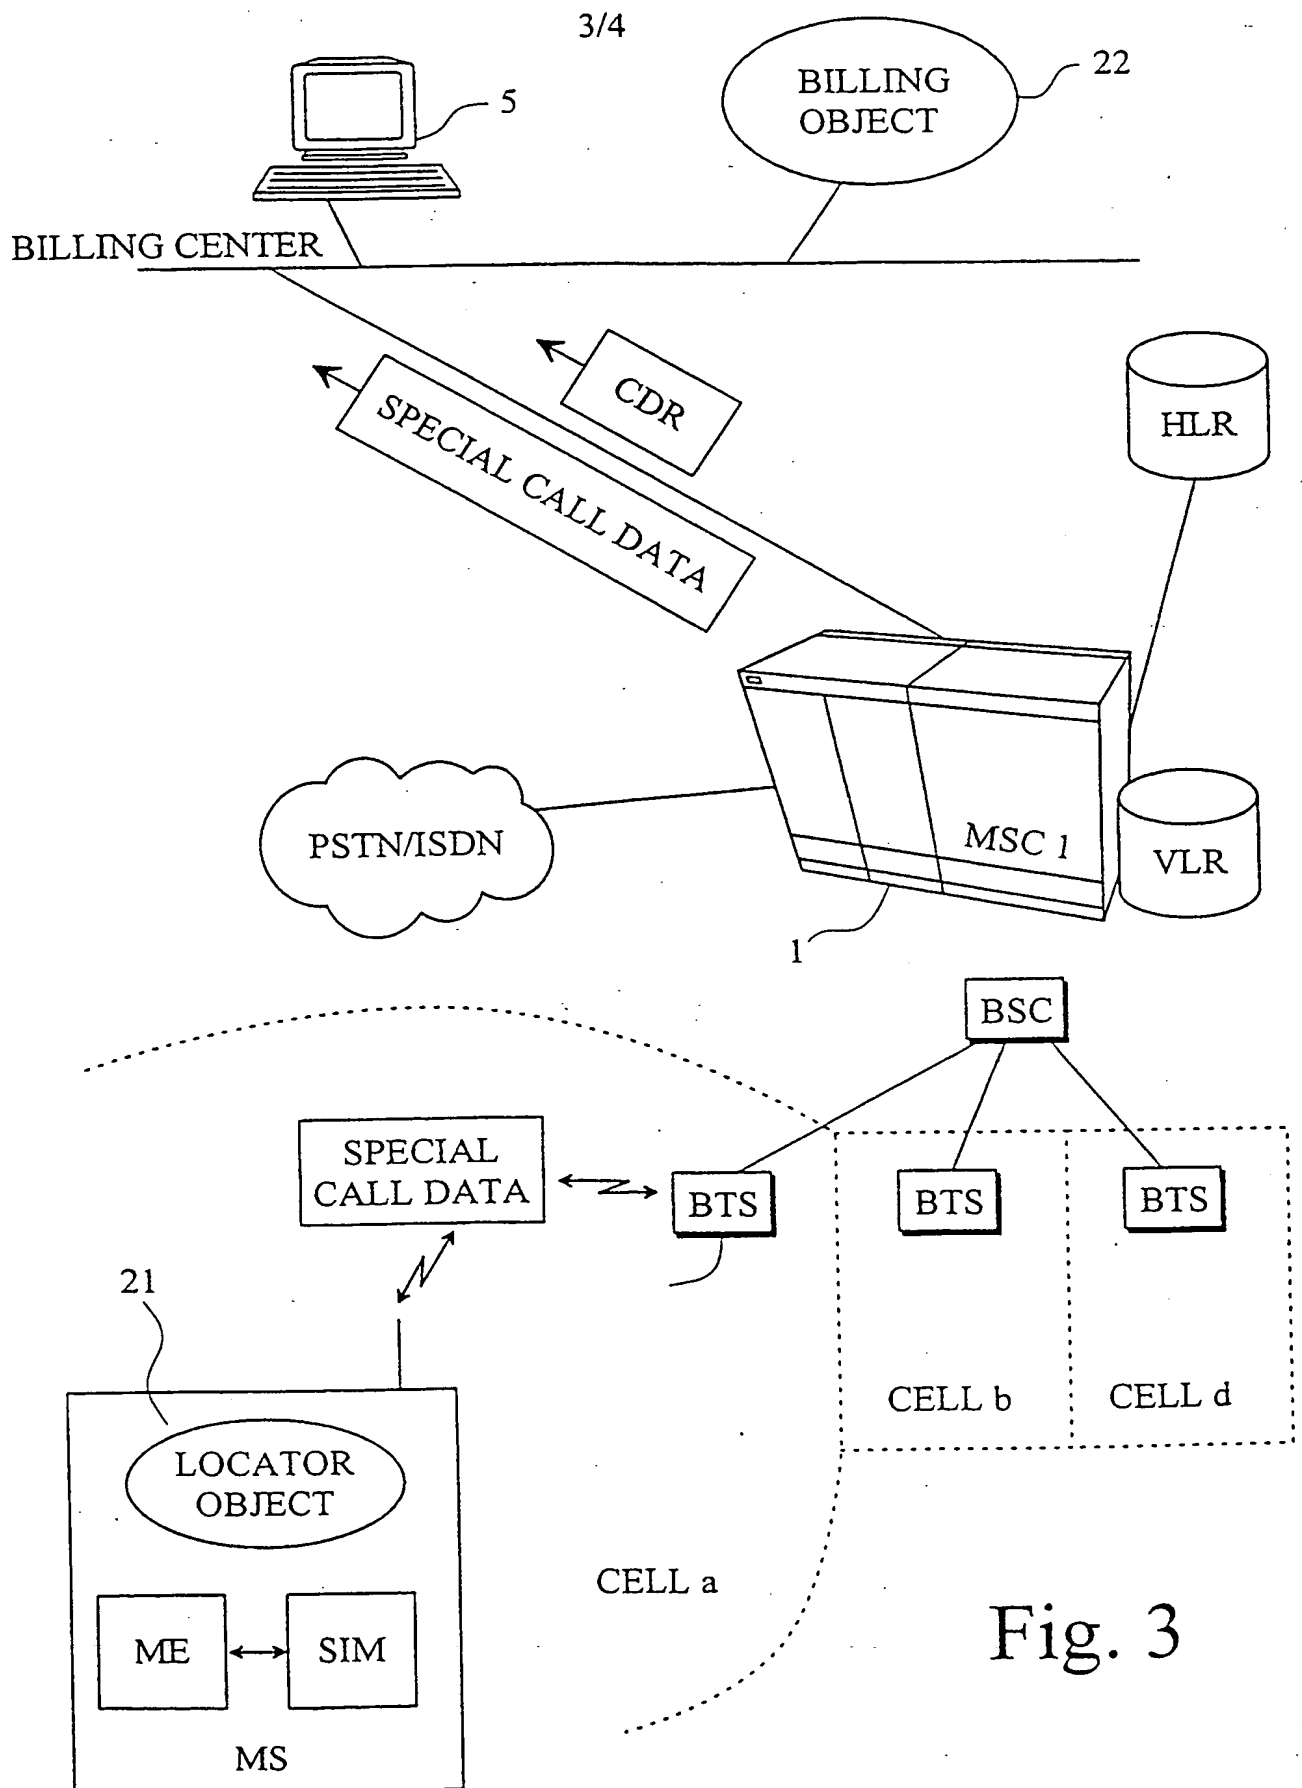 3/4
BILLING
OBJECT
22
5
BILLING CENTER
CDR
SPECIAL CALL DATA
HLR
PSTN/ISDN
MSC 1
VLR
1
BSC
SPECIAL
CALL DATA
BTS
BTS
BTS
21
CELL b
CELL d
LOCATOR
OBJECT
CELL a
ME
SIM
MS
Fig. 3